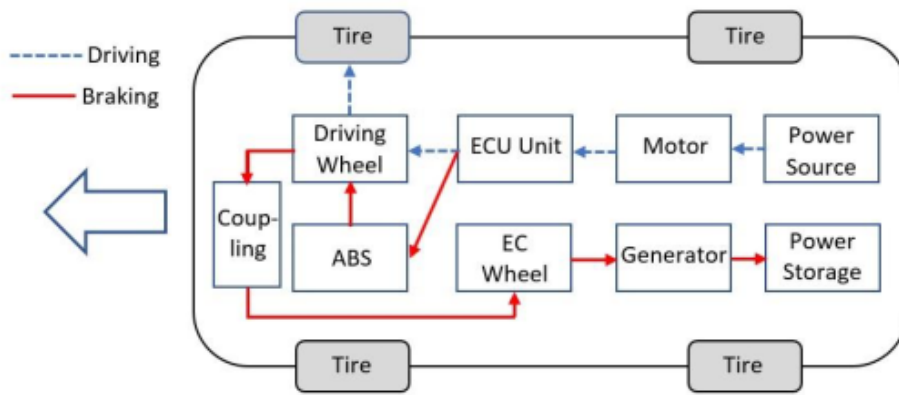 Tire
Tire
Driving
Braking
Driving
Wheel
ECU Unit
Motor
Power
Source
Coup-
ling
ABS
EC
Wheel
Generator
Power
Storage
Tire
Tire